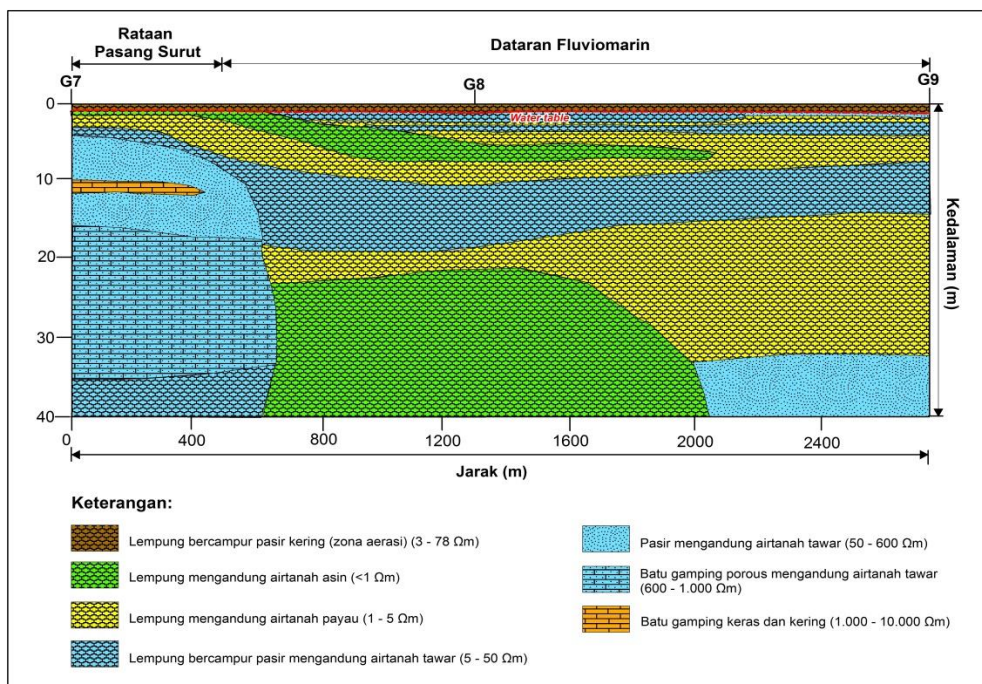 Rataan
Pasang Surut
Dataran Fluviomarin
G7
G8
G9
0
Water table
10
20
30
40
Kedalaman (m)
0
400
800
1200
1600
2000
2400
Jarak (m)
Keterangan:
Lempung bercampur pasir kering (zona aerasi) (3 - 78 Ωm)
Lempung mengandung airtanah asin (<1 Ωm)
Lempung mengandung airtanah payau (1 - 5 Ωm)
Lempung bercampur pasir mengandung airtanah tawar (5 - 50 Ωm)
Pasir mengandung airtanah tawar (50 - 600 Ωm)
Batu gamping porous mengandung airtanah tawar
(600 - 1.000 Ωm)
Batu gamping keras dan kering (1.000 - 10.000 Ωm)